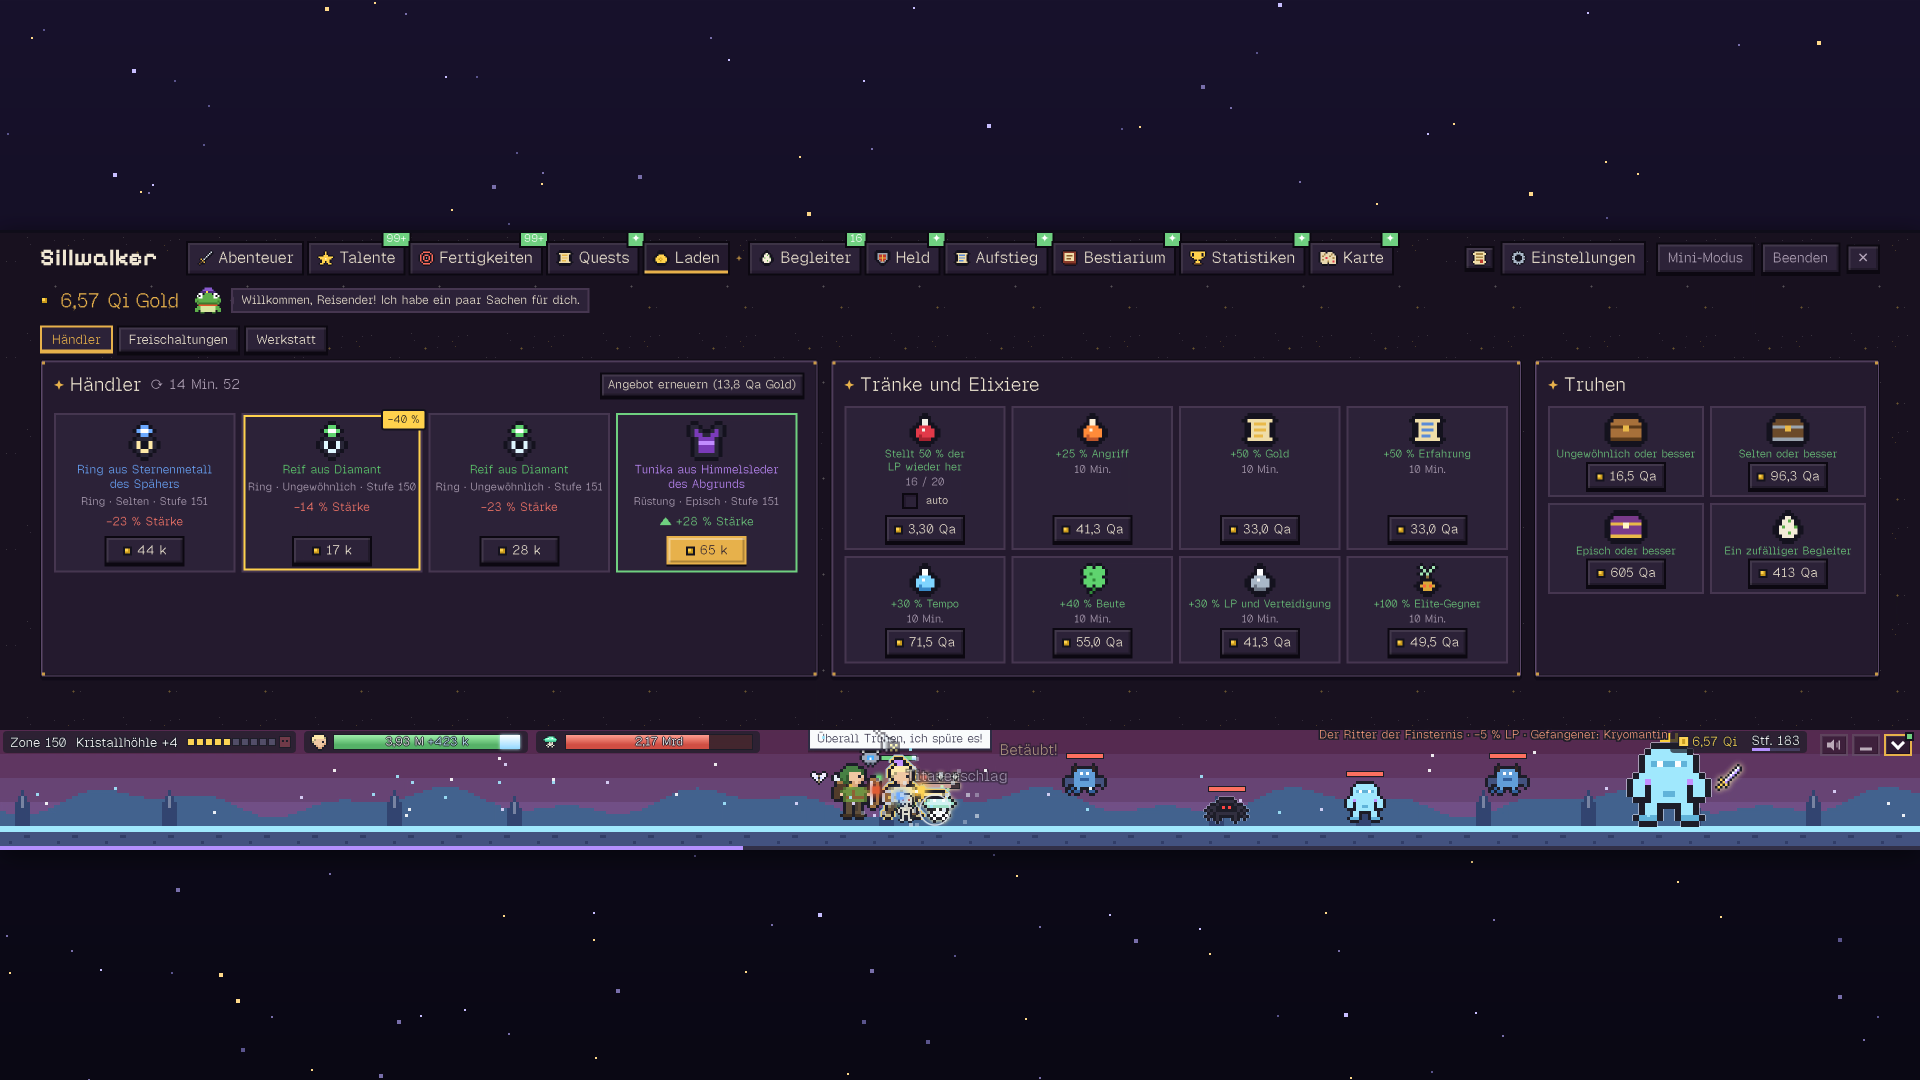 Sillwalker
Abenteuer
99+
Talente
99+
Fertigkeiten
Quests
Laden
16
Begleiter
Held
Aufstieg
Bestiarium
Statistiken
Karte
Einstellungen
Mini-Modus
Beenden
×
6,57 Qi Gold
Willkommen, Reisender! Ich habe ein paar Sachen für dich.
Händler
Freischaltungen
Werkstatt
Händler
14 Min. 52
Angebot erneuern (13,8 Qa Gold)
Ring aus Sternenmetall
des Spähers
Ring · Selten · Stufe 151
-23 % Stärke
44 k
-40 %
Reif aus Diamant
Ring · Ungewöhnlich · Stufe 150
-14 % Stärke
17 k
Reif aus Diamant
Ring · Ungewöhnlich · Stufe 151
-23 % Stärke
28 k
Tunika aus Himmelsleder
des Abgrunds
Rüstung · Episch · Stufe 151
+28 % Stärke
65 k
Tränke und Elixiere
Stellt 50 % der
LP wieder her
16 / 20
auto
3,30 Qa
+25 % Angriff
10 Min.
41,3 Qa
+50 % Gold
10 Min.
33,0 Qa
+50 % Erfahrung
10 Min.
33,0 Qa
+30 % Tempo
10 Min.
71,5 Qa
+40 % Beute
10 Min.
55,0 Qa
+30 % LP und Verteidigung
10 Min.
41,3 Qa
+100 % Elite-Gegner
10 Min.
49,5 Qa
Truhen
Ungewöhnlich oder besser
16,5 Qa
Selten oder besser
96,3 Qa
Episch oder besser
605 Qa
Ein zufälliger Begleiter
413 Qa
Zone 150 Kristallhöhle +4
3,93 M +423 k
2,17 Mrd
Überall Truhen, ich spüre es!
Betäubt!
Der Ritter der Finsternis · -5 % LP · Gefangener: Kryomantin
6,57 Qi
Stf. 183